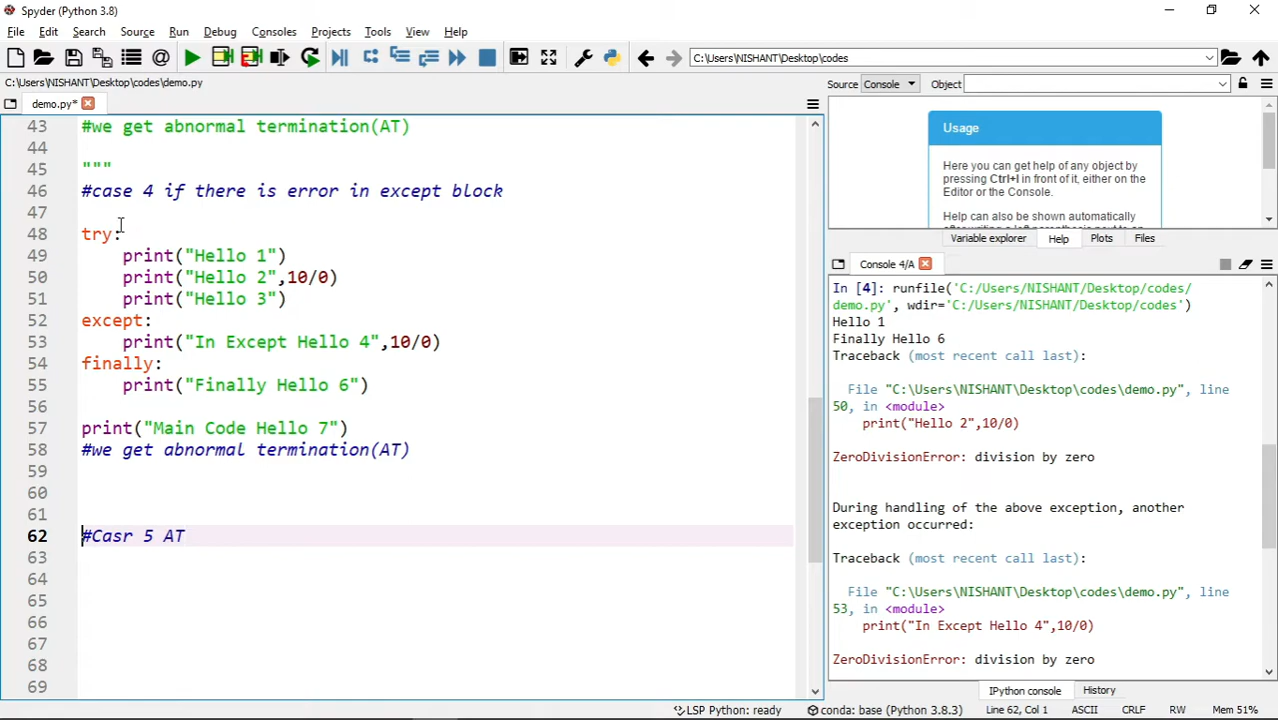 Spyder (Python 3.8)
File Edit Search Source Run Debug Consoles Projects Tools View Help
C:\Users\NISHANT\Desktop\codes
C:\Users\NISHANT\Desktop\codes\demo.py
demo.py*
43 #we get abnormal termination(AT)
44
45 """
46 #case 4 if there is error in except block
47
48 try:
49 print("Hello 1")
50 print("Hello 2",10/0)
51 print("Hello 3")
52 except:
53 print("In Except Hello 4",10/0)
54 finally:
55 print("Finally Hello 6")
56
57 print("Main Code Hello 7")
58 #we get abnormal termination(AT)
59
60
61
62 #Casr 5 AT
63
64
65
66
67
68
69
Source Console Object
Usage
Here you can get help of any object by
pressing Ctrl+I in front of it, either on the
Editor or the Console.
Help can also be shown automatically
after writing a left parenthesis next to an
Variable explorer Help Plots Files
Console 4/A
In [4]: runfile('C:/Users/NISHANT/Desktop/codes/
demo.py', wdir='C:/Users/NISHANT/Desktop/codes')
Hello 1
Finally Hello 6
Traceback (most recent call last):
File "C:\Users\NISHANT\Desktop\codes\demo.py", line
50, in <module>
print("Hello 2",10/0)
ZeroDivisionError: division by zero
During handling of the above exception, another
exception occurred:
Traceback (most recent call last):
File "C:\Users\NISHANT\Desktop\codes\demo.py", line
53, in <module>
print("In Except Hello 4",10/0)
ZeroDivisionError: division by zero
IPython console History
LSP Python: ready conda: base (Python 3.8.3) Line 62, Col 1 ASCII CRLF RW Mem 51%